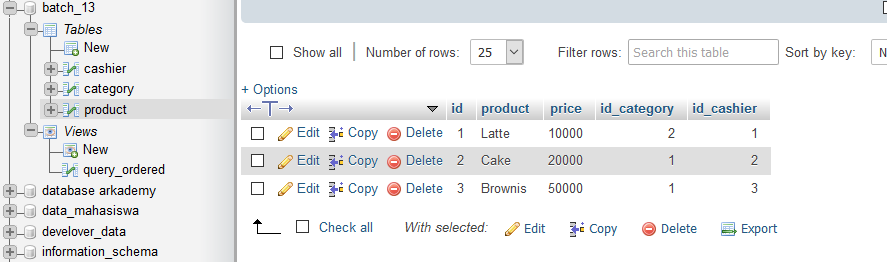 batch_13
Tables
New
cashier
category
product
Views
New
query_ordered
database arkademy
data_mahasiswa
develover_data
information_schema
Show all Number of rows: 25 Filter rows: Search this table Sort by key: N
+ Options
id product price id_category id_cashier
Edit Copy Delete 1 Latte 10000 2 1
Edit Copy Delete 2 Cake 20000 1 2
Edit Copy Delete 3 Brownis 50000 1 3
Check all With selected: Edit Copy Delete Export